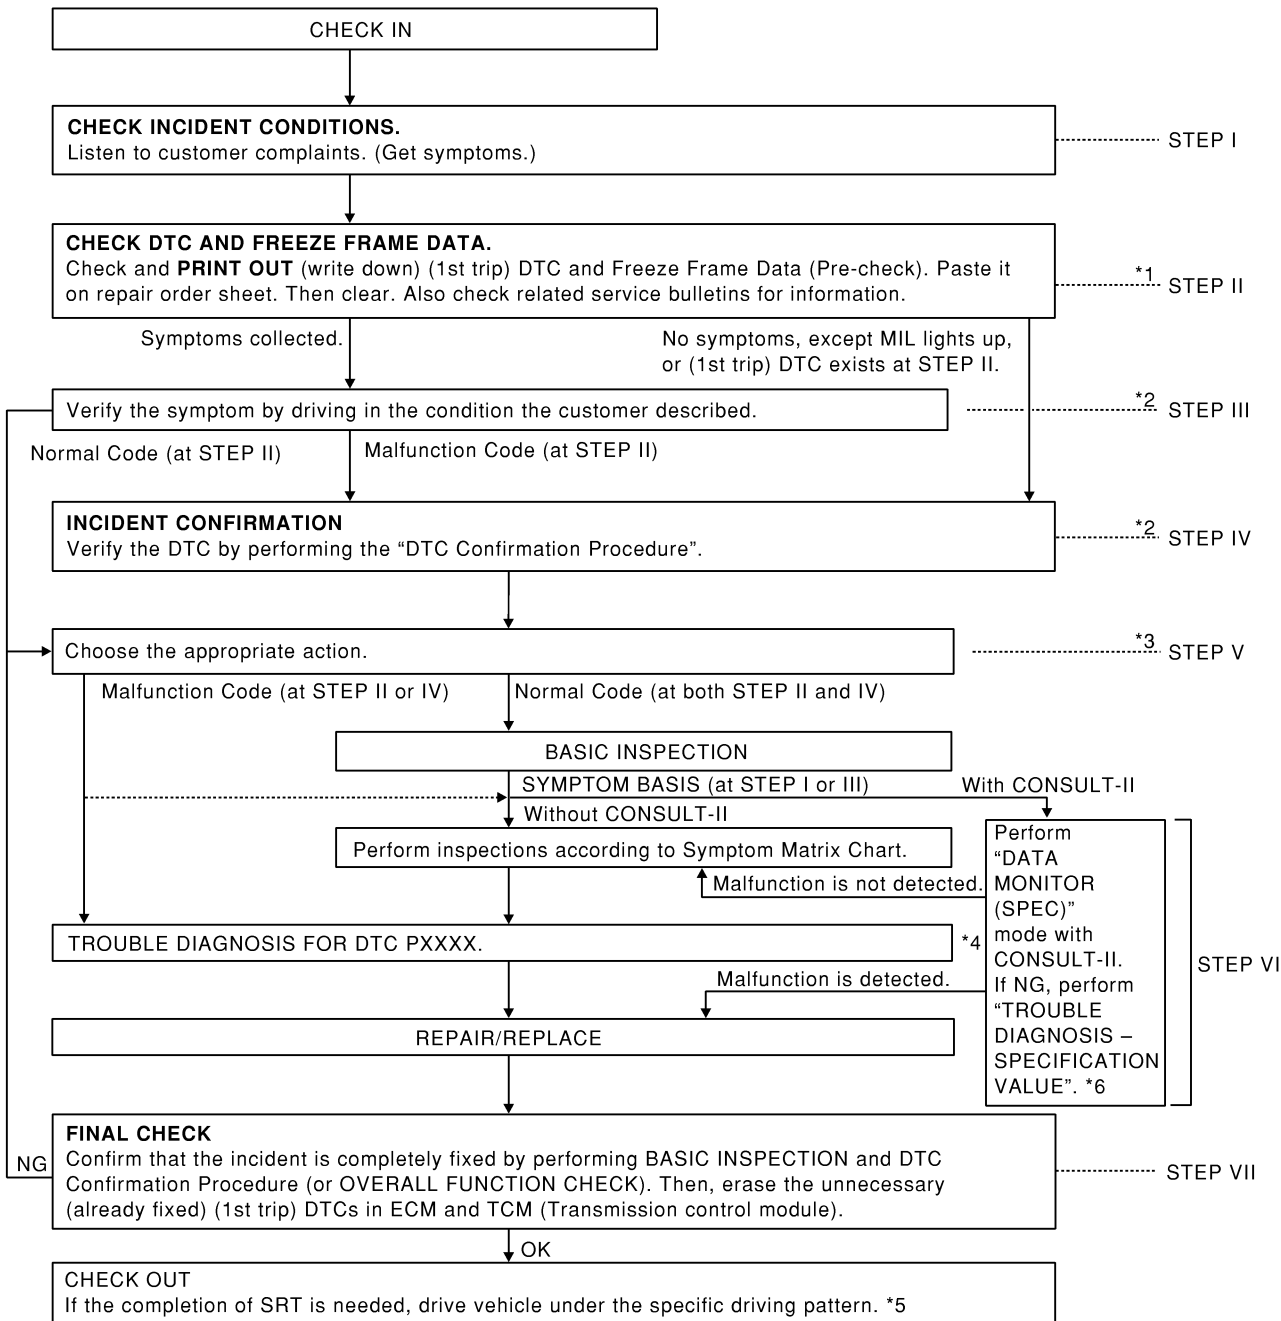 CHECK IN
CHECK INCIDENT CONDITIONS.
Listen to customer complaints. (Get symptoms.)
STEP I
CHECK DTC AND FREEZE FRAME DATA.
Check and PRINT OUT (write down) (1st trip) DTC and Freeze Frame Data (Pre-check). Paste it
on repair order sheet. Then clear. Also check related service bulletins for information.
*1
STEP II
Symptoms collected.
No symptoms, except MIL lights up,
or (1st trip) DTC exists at STEP II.
Verify the symptom by driving in the condition the customer described.
*2
STEP III
Normal Code (at STEP II)
Malfunction Code (at STEP II)
INCIDENT CONFIRMATION
Verify the DTC by performing the “DTC Confirmation Procedure”.
*2
STEP IV
Choose the appropriate action.
*3
STEP V
Malfunction Code (at STEP II or IV)
Normal Code (at both STEP II and IV)
BASIC INSPECTION
SYMPTOM BASIS (at STEP I or III)
With CONSULT-II
Without CONSULT-II
Perform inspections according to Symptom Matrix Chart.
Malfunction is not detected.
Perform
“DATA
MONITOR
(SPEC)”
mode with
CONSULT-II.
If NG, perform
“TROUBLE
DIAGNOSIS –
SPECIFICATION
VALUE”. *6
STEP VI
TROUBLE DIAGNOSIS FOR DTC PXXXX.
*4
Malfunction is detected.
REPAIR/REPLACE
FINAL CHECK
Confirm that the incident is completely fixed by performing BASIC INSPECTION and DTC
Confirmation Procedure (or OVERALL FUNCTION CHECK). Then, erase the unnecessary
(already fixed) (1st trip) DTCs in ECM and TCM (Transmission control module).
NG
STEP VII
OK
CHECK OUT
If the completion of SRT is needed, drive vehicle under the specific driving pattern. *5